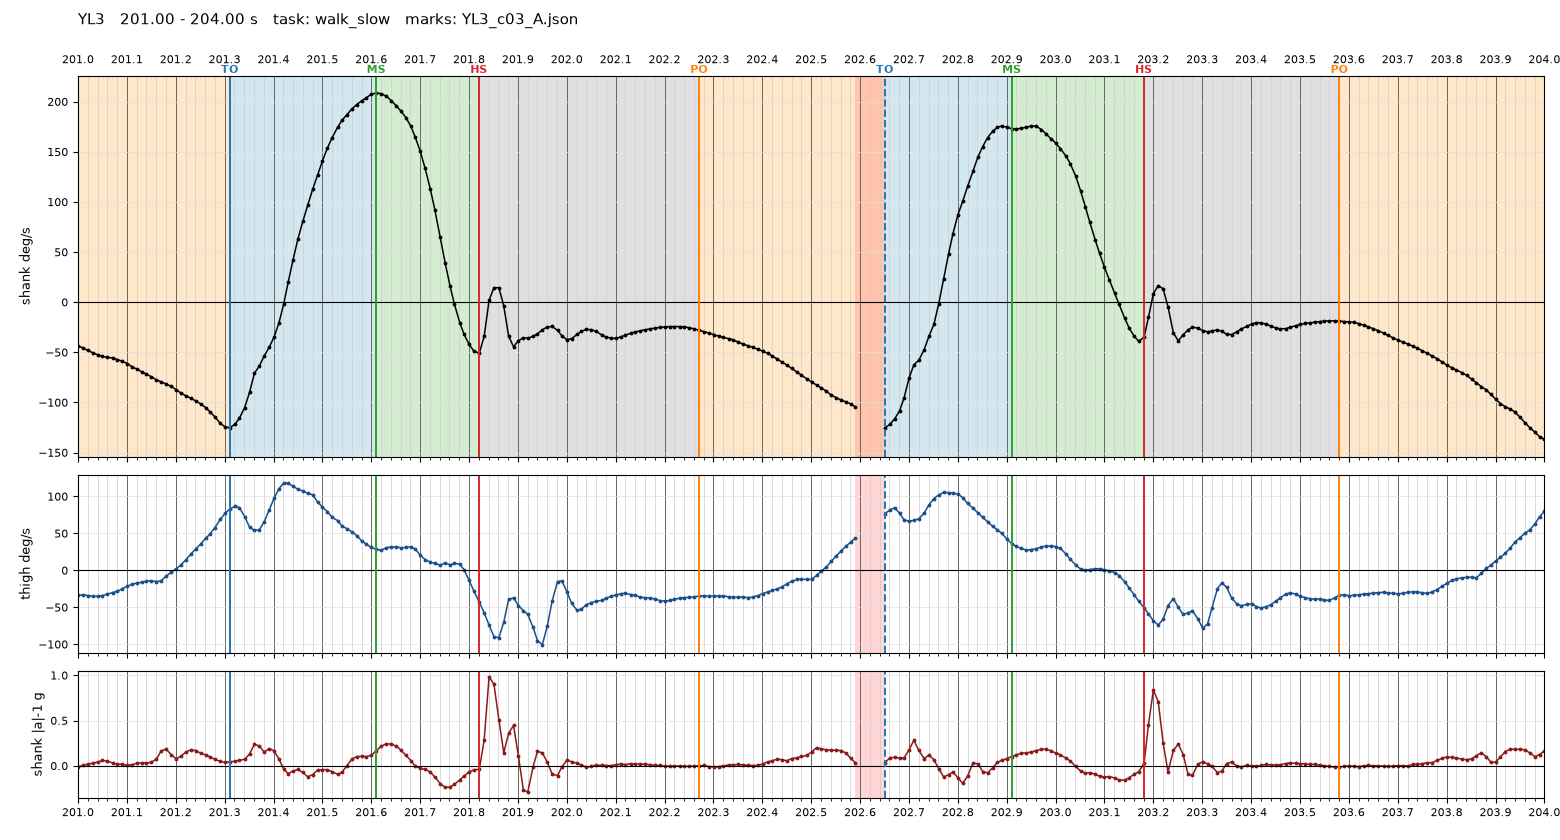 YL3   201.00 - 204.00 s   task: walk_slow   marks: YL3_c03_A.json
201.0 201.1 201.2 201.3 201.4 201.5 201.6 201.7 201.8 201.9 202.0 202.1 202.2 202.3 202.4 202.5 202.6 202.7 202.8 202.9 203.0 203.1 203.2 203.3 203.4 203.5 203.6 203.7 203.8 203.9 204.0
TO MS HS PO TO MS HS PO
200
150
100
50
0
−50
−100
−150
shank deg/s
100
50
0
−50
−100
thigh deg/s
1.0
0.5
0.0
shank |a|-1 g
201.0 201.1 201.2 201.3 201.4 201.5 201.6 201.7 201.8 201.9 202.0 202.1 202.2 202.3 202.4 202.5 202.6 202.7 202.8 202.9 203.0 203.1 203.2 203.3 203.4 203.5 203.6 203.7 203.8 203.9 204.0